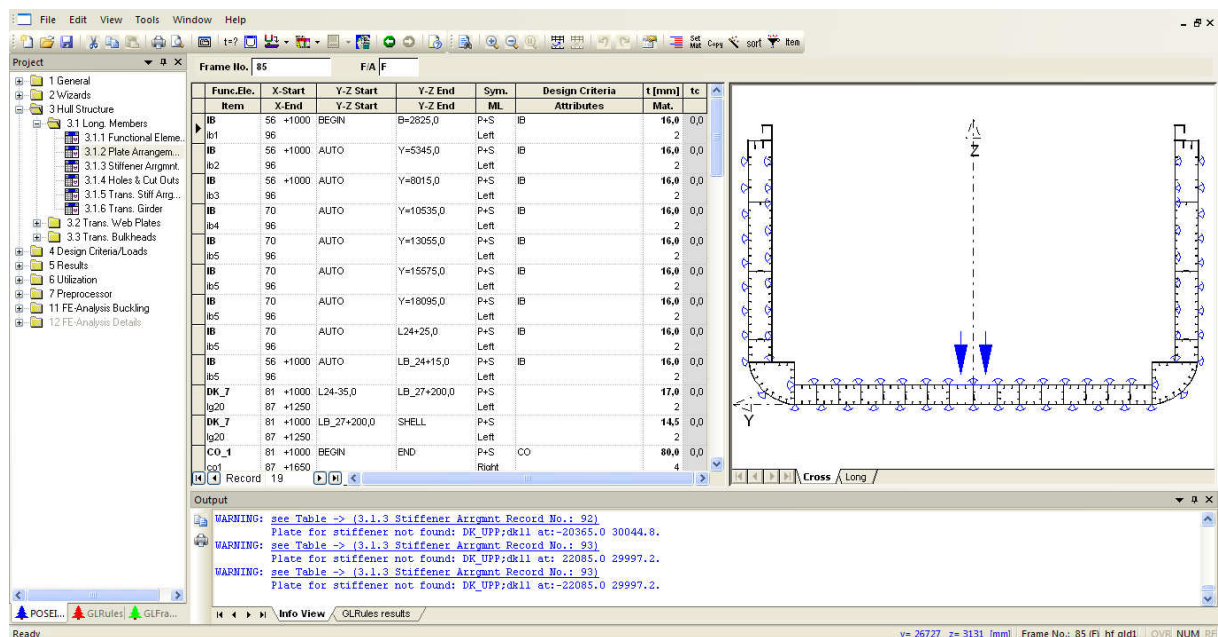 File Edit View Tools Window Help
t=? Set Mat Copy sort Item
Project
Frame No. 85 F/A F
1 General
2 Wizards
3 Hull Structure
3.1 Long. Members
3.1.1 Functional Eleme...
3.1.2 Plate Arrangem...
3.1.3 Stiffener Arrgmnt.
3.1.4 Holes & Cut Outs
3.1.5 Trans. Stiff Arrg...
3.1.6 Trans. Girder
3.2 Trans. Web Plates
3.3 Trans. Bulkheads
4 Design Criteria/Loads
5 Results
6 Utilization
7 Preprocessor
11 FE-Analysis Buckling
12 FE-Analysis Details
POSEI... GLRules GLFra...
Func.Ele. X-Start Y-Z Start Y-Z End Sym. Design Criteria t [mm] tc
Item X-End Y-Z Start Y-Z End ML Attributes Mat.
IB 56 +1000 BEGIN B=2825,0 P+S IB 16,0 0,0
ib1 96 Left 2
IB 56 +1000 AUTO Y=5345,0 P+S IB 16,0 0,0
ib2 96 Left 2
IB 56 +1000 AUTO Y=8015,0 P+S IB 16,0 0,0
ib3 96 Left 2
IB 70 AUTO Y=10535,0 P+S IB 16,0 0,0
ib4 96 Left 2
IB 70 AUTO Y=13055,0 P+S IB 16,0 0,0
ib5 96 Left 2
IB 70 AUTO Y=15575,0 P+S IB 16,0 0,0
ib5 96 Left 2
IB 70 AUTO Y=18095,0 P+S IB 16,0 0,0
ib5 96 Left 2
IB 70 AUTO L24+25,0 P+S IB 16,0 0,0
ib5 96 Left 2
IB 56 +1000 AUTO LB_24+15,0 P+S IB 16,0 0,0
ib5 96 Left 2
DK_7 81 +1000 L24-35,0 LB_27+200,0 P+S 17,0 0,0
lg20 87 +1250 Left 2
DK_7 81 +1000 LB_27+200,0 SHELL P+S 14,5 0,0
lg20 87 +1250 Left 2
CO_1 81 +1000 BEGIN END P+S CO 80,0 0,0
co1 87 +1650 Right 4
Record 19
Z
Y
Cross Long
Output
WARNING: see Table -> (3.1.3 Stiffener Arrgmnt Record No.: 92)
Plate for stiffener not found: DK_UPP;dk11 at:-20365.0 30044.8.
WARNING: see Table -> (3.1.3 Stiffener Arrgmnt Record No.: 93)
Plate for stiffener not found: DK_UPP;dk11 at: 22085.0 29997.2.
WARNING: see Table -> (3.1.3 Stiffener Arrgmnt Record No.: 93)
Plate for stiffener not found: DK_UPP;dk11 at:-22085.0 29997.2.
Info View GLRules results
Ready y= 26727 z= 3131 [mm] Frame No.: 85 (F) hf_gld1 OVR NUM RF